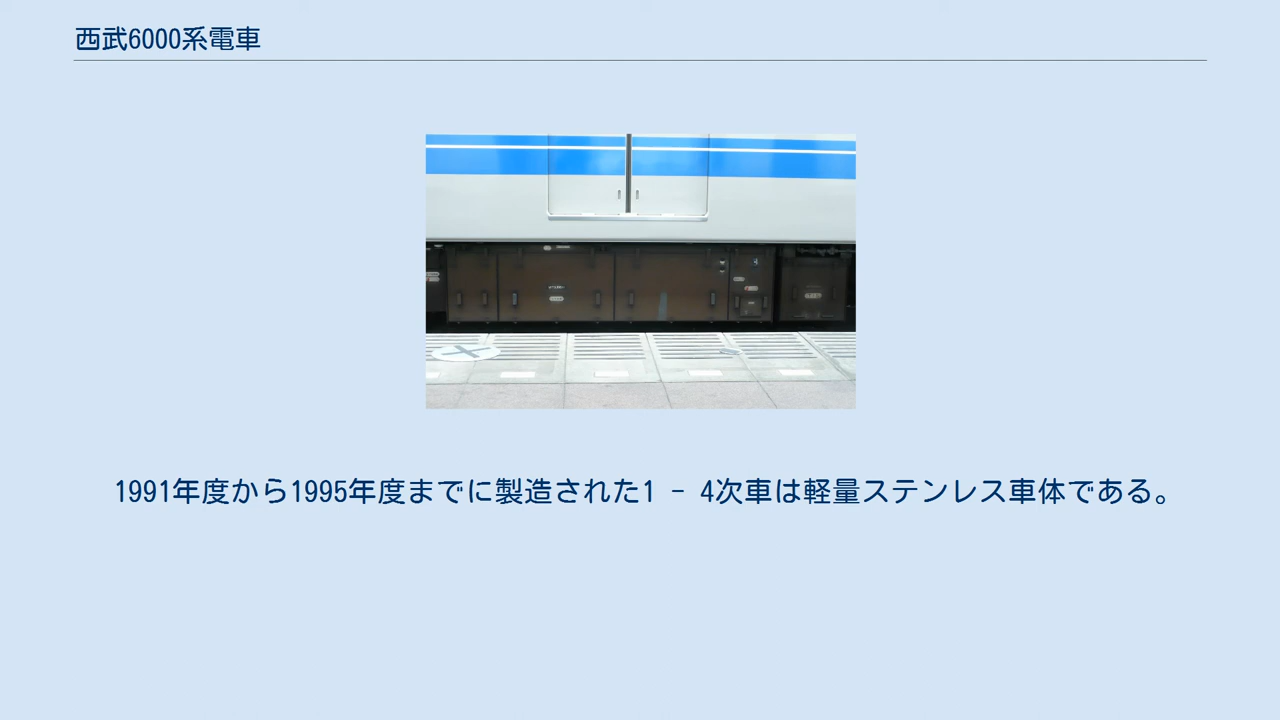 西武6000系電車
1991年度から1995年度までに製造された1 - 4次車は軽量ステンレス車体である。